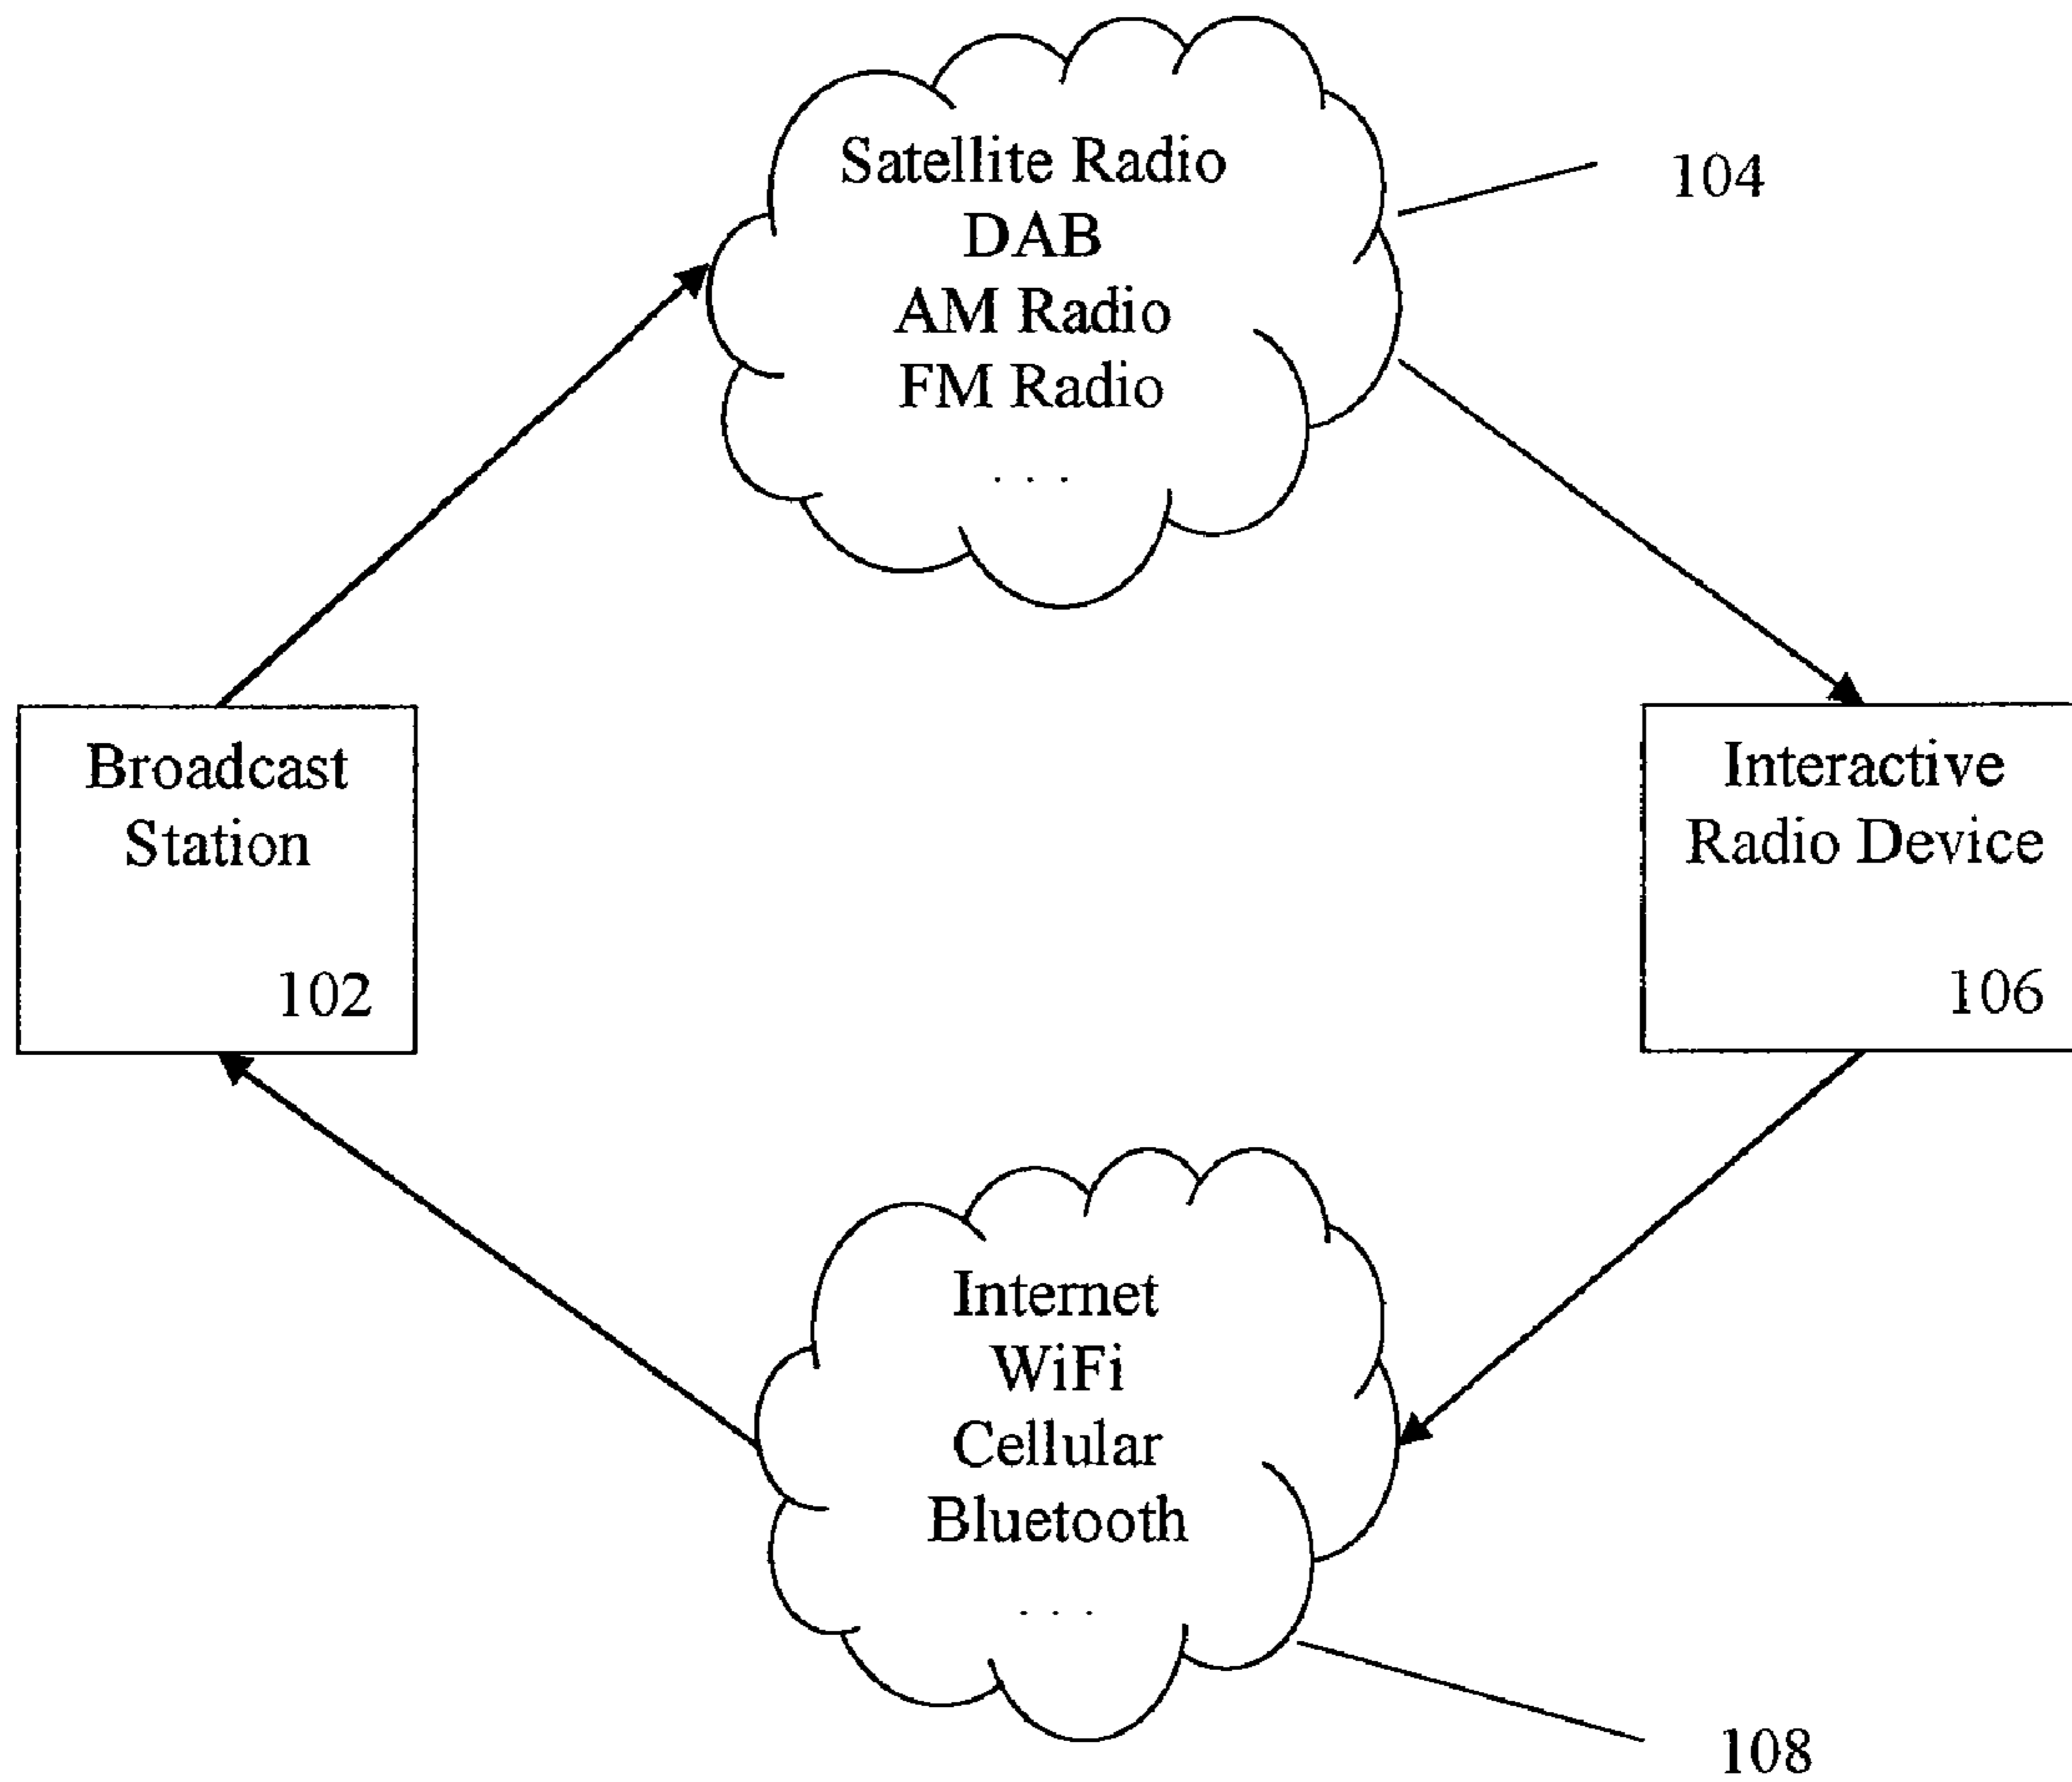 Satellite Radio
DAB
AM Radio
FM Radio
. . .
104
Broadcast
Station
102
Interactive
Radio Device
106
Internet
WiFi
Cellular
Bluetooth
. . .
108